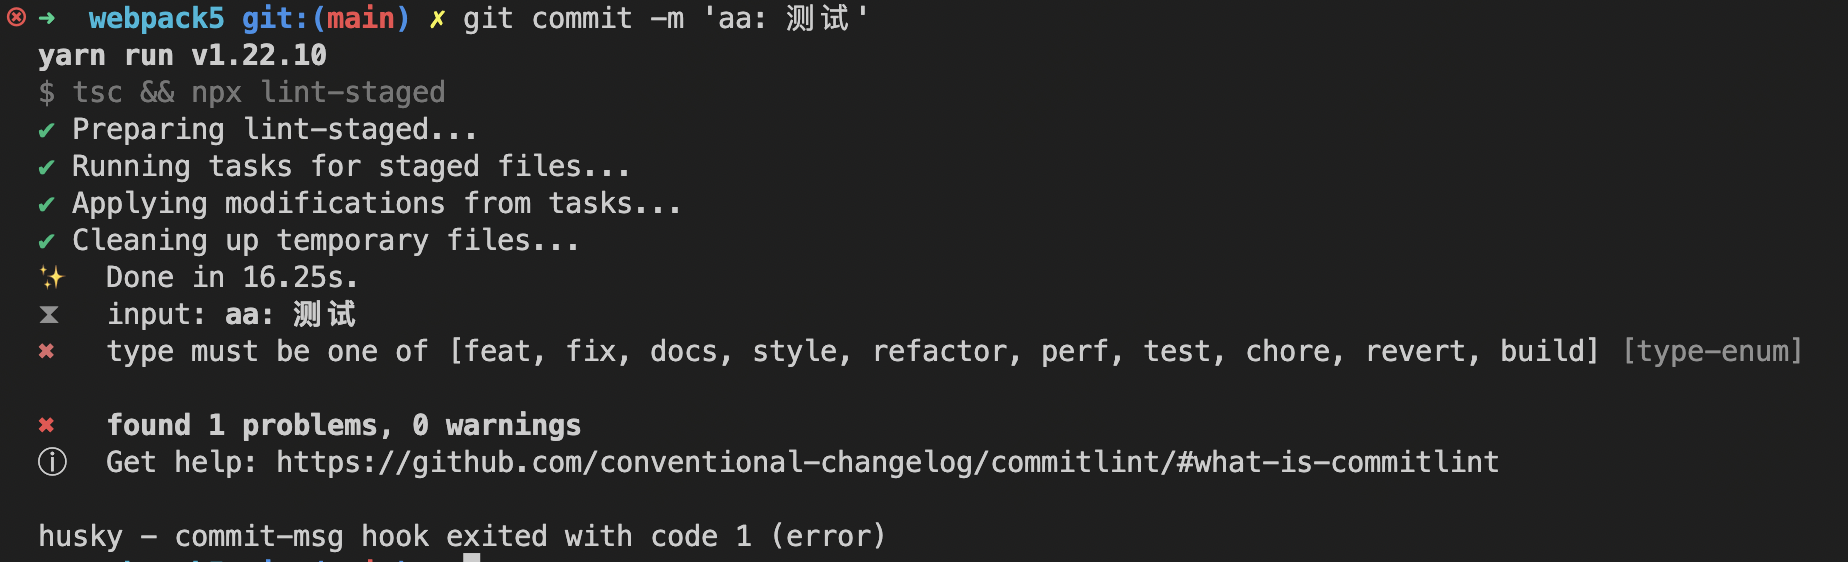 ➜ webpack5 git:(main) ✗ git commit -m 'aa: 测试'
yarn run v1.22.10
$ tsc && npx lint-staged
✔ Preparing lint-staged...
✔ Running tasks for staged files...
✔ Applying modifications from tasks...
✔ Cleaning up temporary files...
✨ Done in 16.25s.
⧗ input: aa: 测试
✖ type must be one of [feat, fix, docs, style, refactor, perf, test, chore, revert, build] [type-enum]
✖ found 1 problems, 0 warnings
ⓘ Get help: https://github.com/conventional-changelog/commitlint/#what-is-commitlint
husky - commit-msg hook exited with code 1 (error)